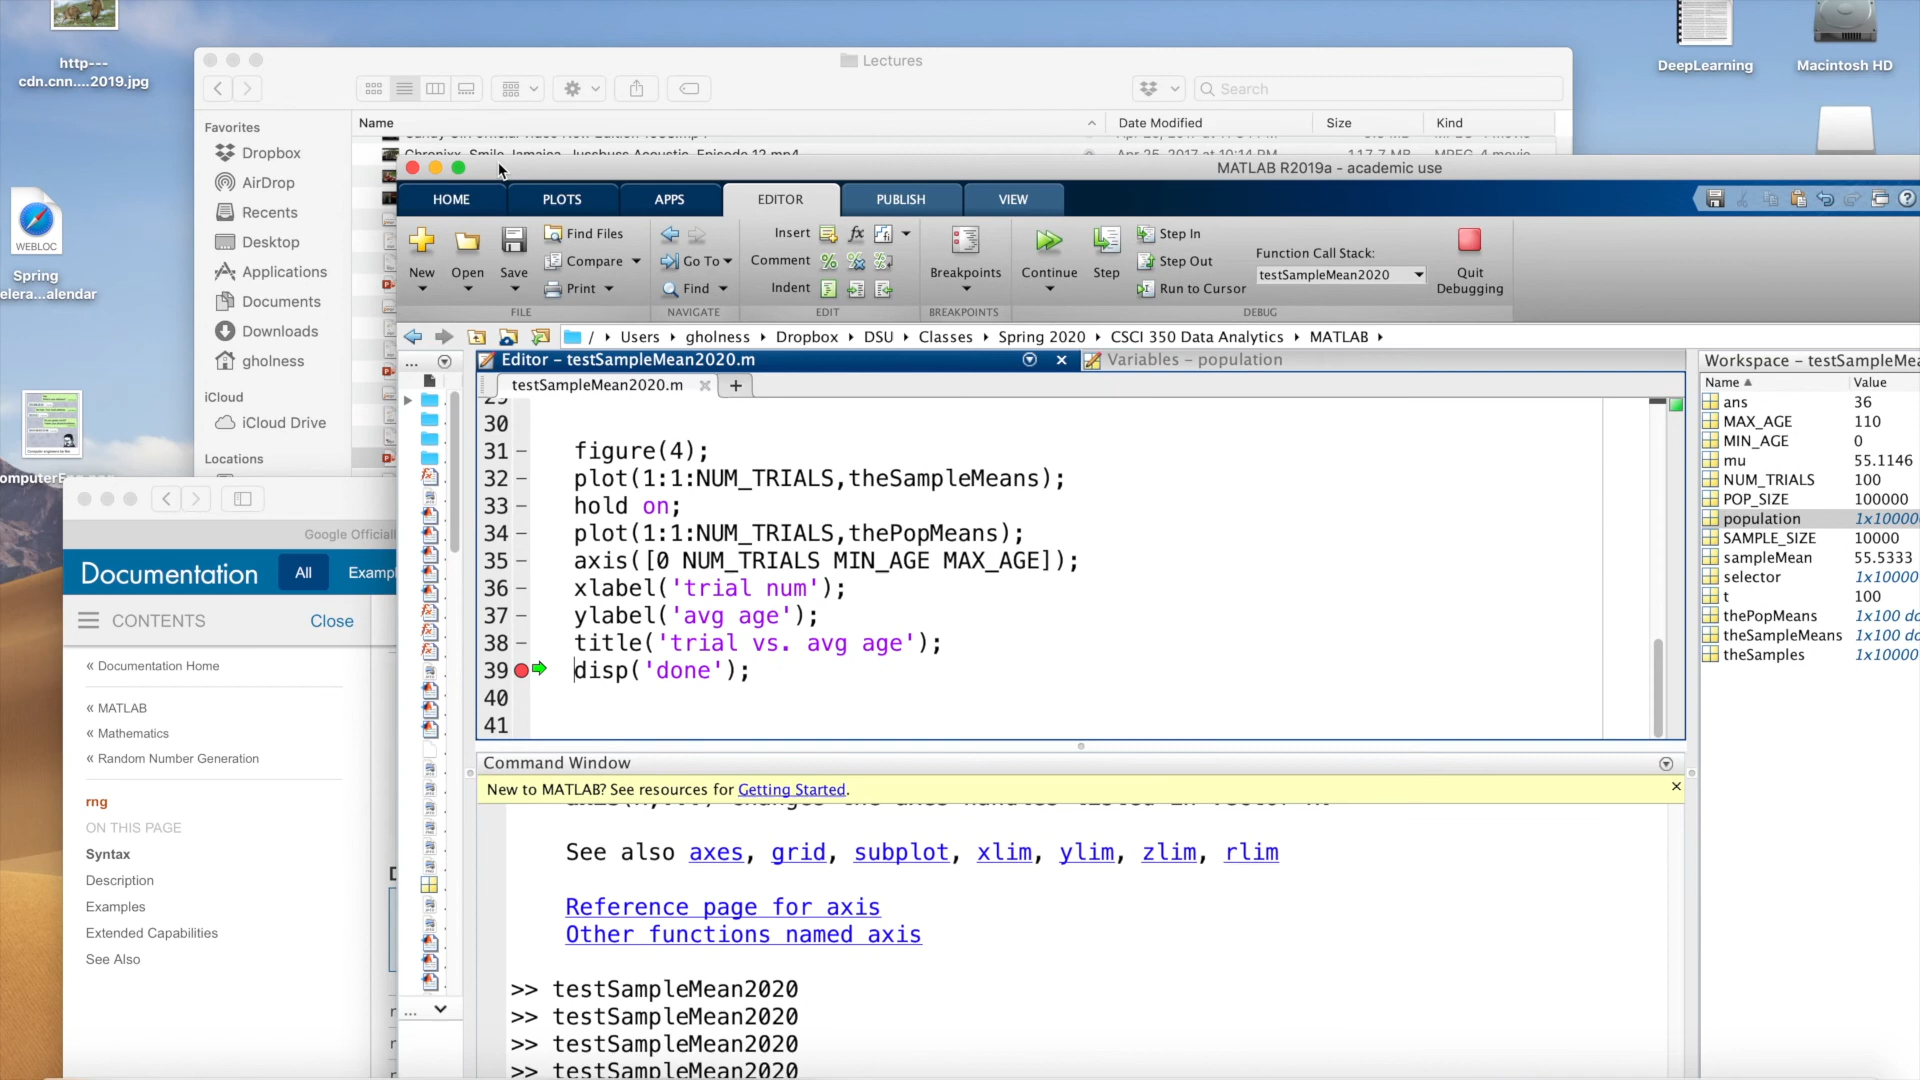 http---
cdn.cnn....2019.jpg
DeepLearning
Macintosh HD
Lectures
Search
Favorites
Name
Date Modified
Size
Kind
Dropbox
AirDrop
Recents
Desktop
Applications
Documents
Downloads
gholness
iCloud
iCloud Drive
Locations
WEBLOC
Spring
elera...alendar
MATLAB R2019a - academic use
HOME
PLOTS
APPS
EDITOR
PUBLISH
VIEW
New
Open
Save
Find Files
Compare
Print
FILE
Go To
Find
NAVIGATE
Insert
Comment
Indent
EDIT
Breakpoints
BREAKPOINTS
Continue
Step
Step In
Step Out
Run to Cursor
Function Call Stack:
testSampleMean2020
Quit
Debugging
DEBUG
/ Users gholness Dropbox DSU Classes Spring 2020 CSCI 350 Data Analytics MATLAB
Editor - testSampleMean2020.m
Variables - population
testSampleMean2020.m
30
31 – figure(4);
32 – plot(1:1:NUM_TRIALS,theSampleMeans);
33 – hold on;
34 – plot(1:1:NUM_TRIALS,thePopMeans);
35 – axis([0 NUM_TRIALS MIN_AGE MAX_AGE]);
36 – xlabel('trial num');
37 – ylabel('avg age');
38 – title('trial vs. avg age');
39 disp('done');
40
41
Workspace - testSampleMea
Name Value
ans 36
MAX_AGE 110
MIN_AGE 0
mu 55.1146
NUM_TRIALS 100
POP_SIZE 100000
population 1x10000
SAMPLE_SIZE 10000
sampleMean 55.5333
selector 1x10000
t 100
thePopMeans 1x100 do
theSampleMeans 1x100 do
theSamples 1x10000
Command Window
New to MATLAB? See resources for Getting Started.
See also axes, grid, subplot, xlim, ylim, zlim, rlim
Reference page for axis
Other functions named axis
>> testSampleMean2020
>> testSampleMean2020
>> testSampleMean2020
>> testSampleMean2020
Google Official
Documentation
All
Examp
CONTENTS
Close
« Documentation Home
« MATLAB
« Mathematics
« Random Number Generation
rng
ON THIS PAGE
Syntax
Description
Examples
Extended Capabilities
See Also